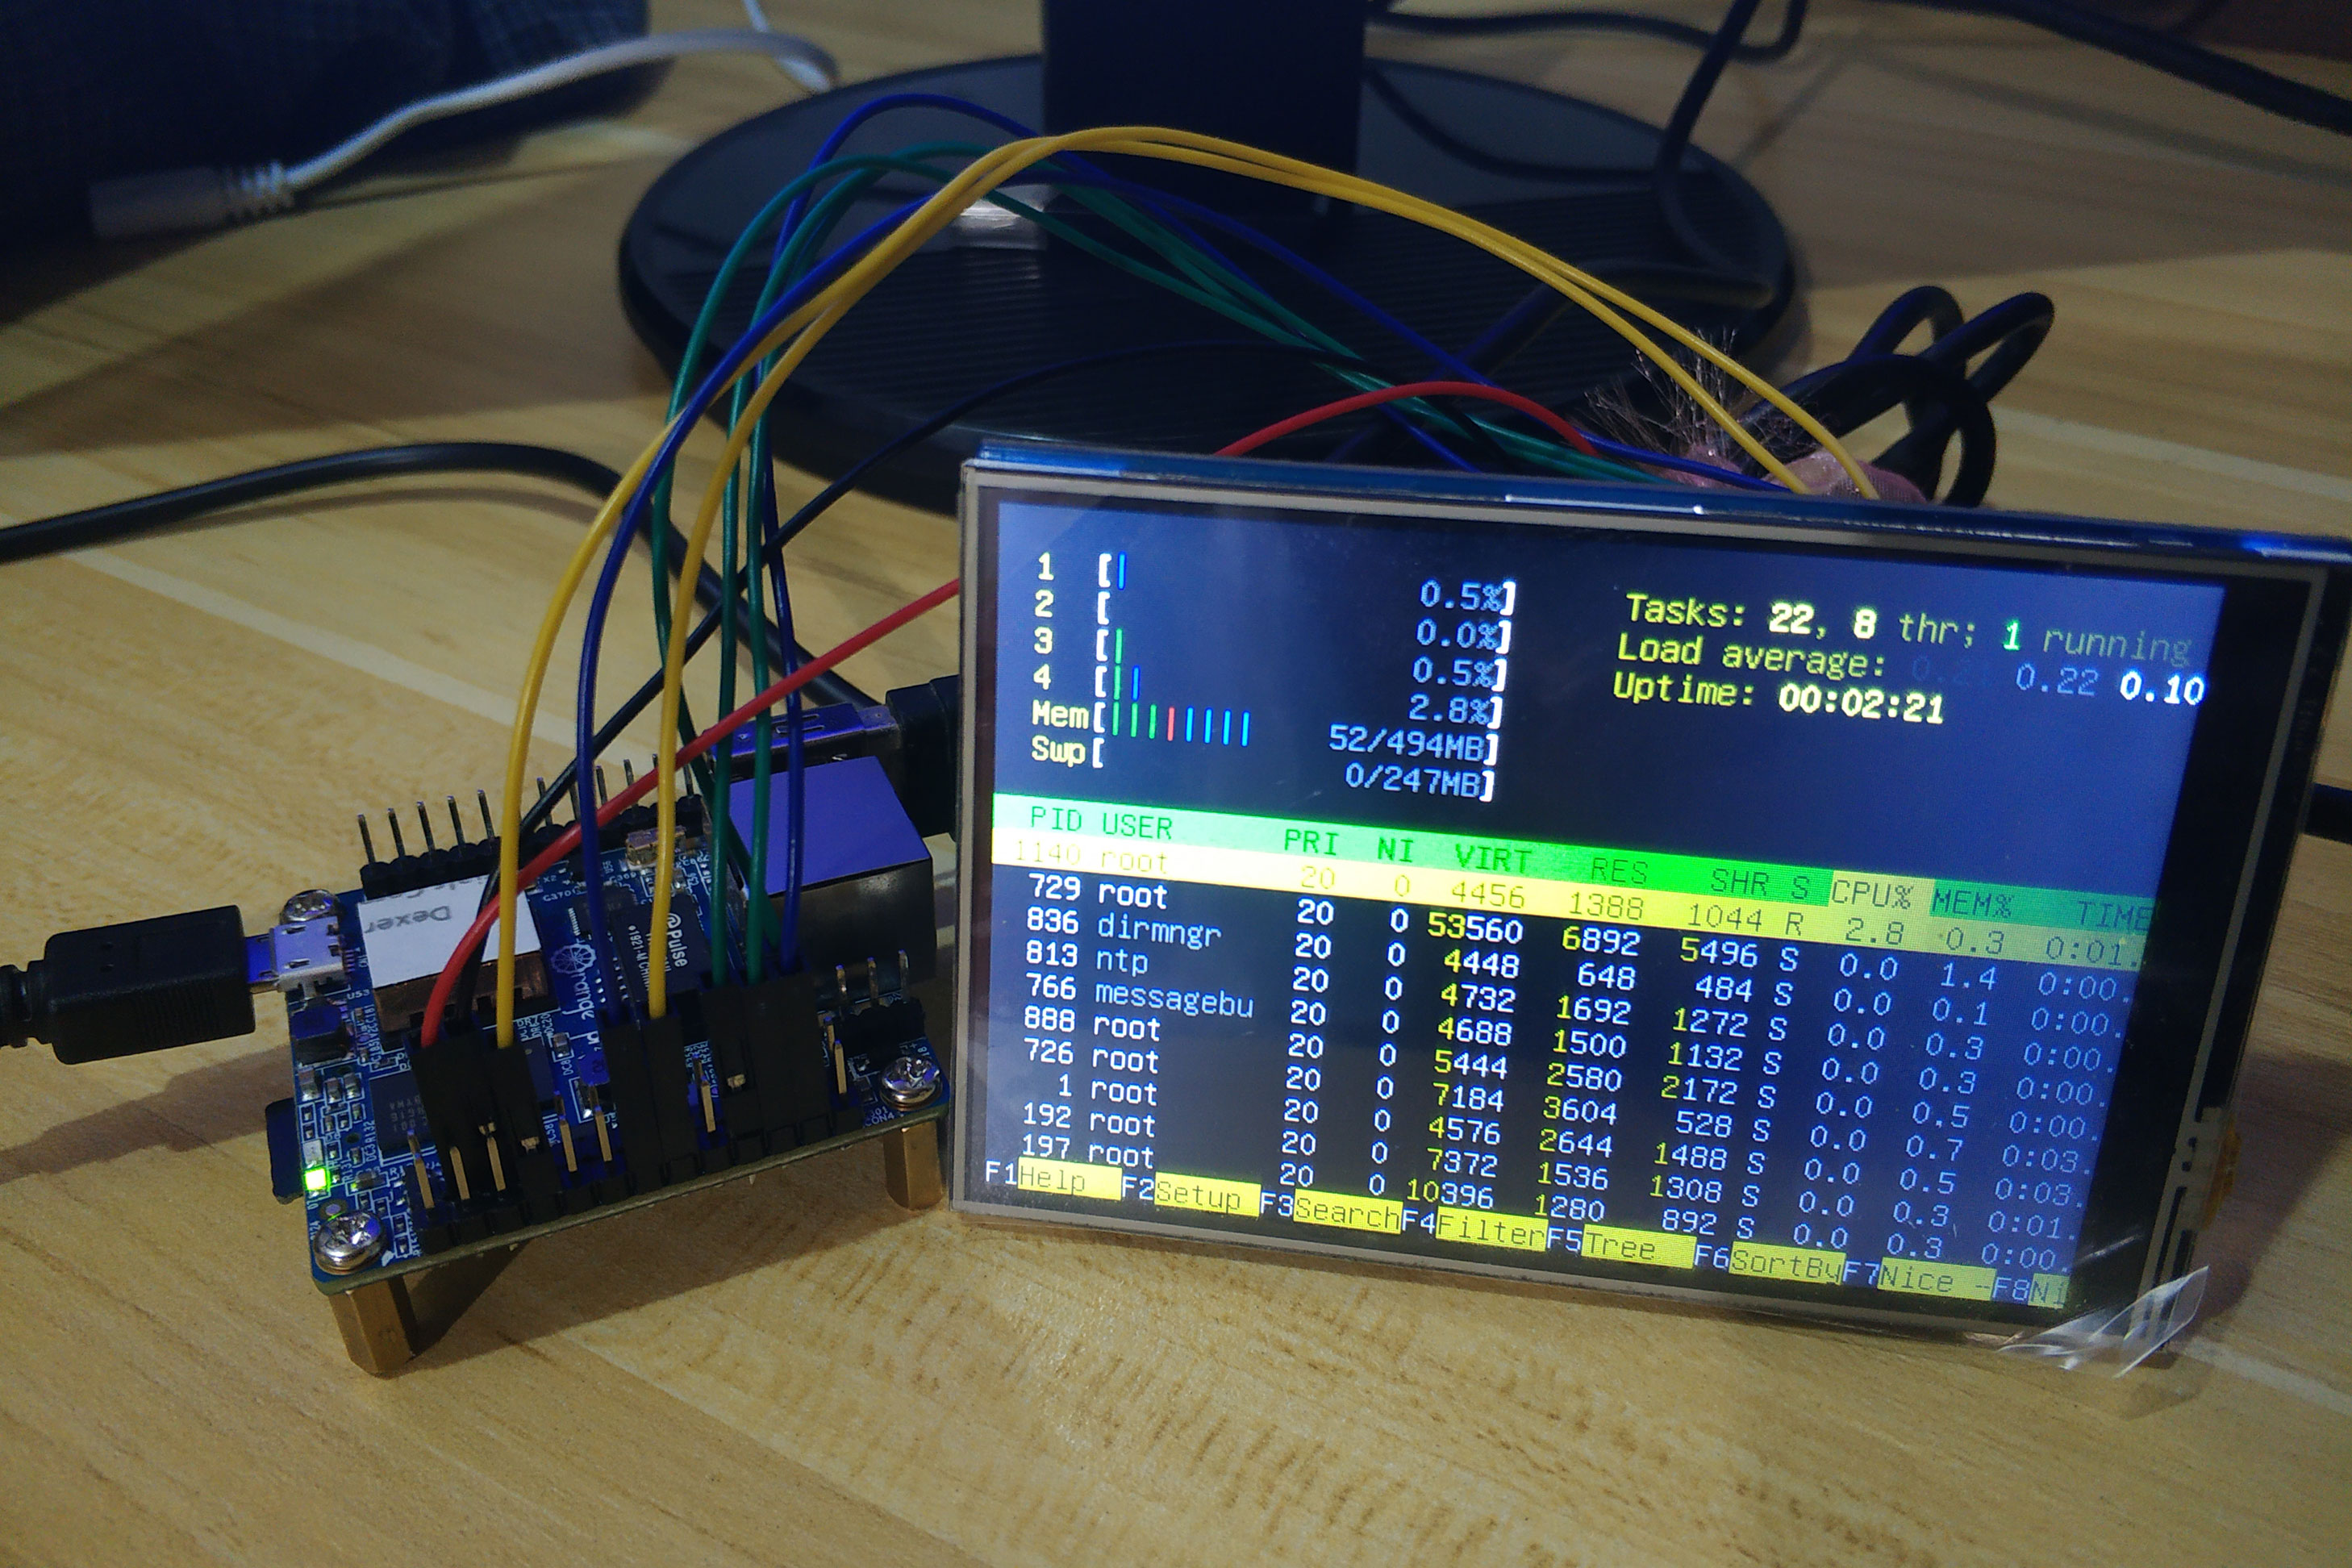 1 [| 0.5%]
2 [ 0.0%]
3 [| 0.5%]
4 [|| 2.8%]
Mem[|||||||| 52/494MB]
Swp[ 0/247MB]
Tasks: 22, 8 thr; 1 running
Load average: 0.22 0.10
Uptime: 00:02:21
PID USER PRI NI VIRT RES SHR S CPU% MEM% TIME
1140 root 20 0 4456 1388 1044 R 2.8 0.3 0:01.
729 root 20 0 53560 6892 5496 S 0.0 1.4 0:00.
836 dirmngr 20 0 4448 648 484 S 0.0 0.1 0:00.
813 ntp 20 0 4732 1692 1272 S 0.0 0.3 0:00.
766 messagebu 20 0 4688 1500 1132 S 0.0 0.3 0:00.
888 root 20 0 5444 2580 2172 S 0.0 0.5 0:00.
726 root 20 0 7184 3604 528 S 0.0 0.7 0:03.
1 root 20 0 4576 2644 1488 S 0.0 0.5 0:03.
192 root 20 0 7372 1536 1308 S 0.0 0.3 0:01.
197 root 20 0 10396 1280 892 S 0.0 0.3 0:00.
F1Help F2Setup F3Search F4Filter F5Tree F6SortBy F7Nice -F8Ni
Dexer
Pulse